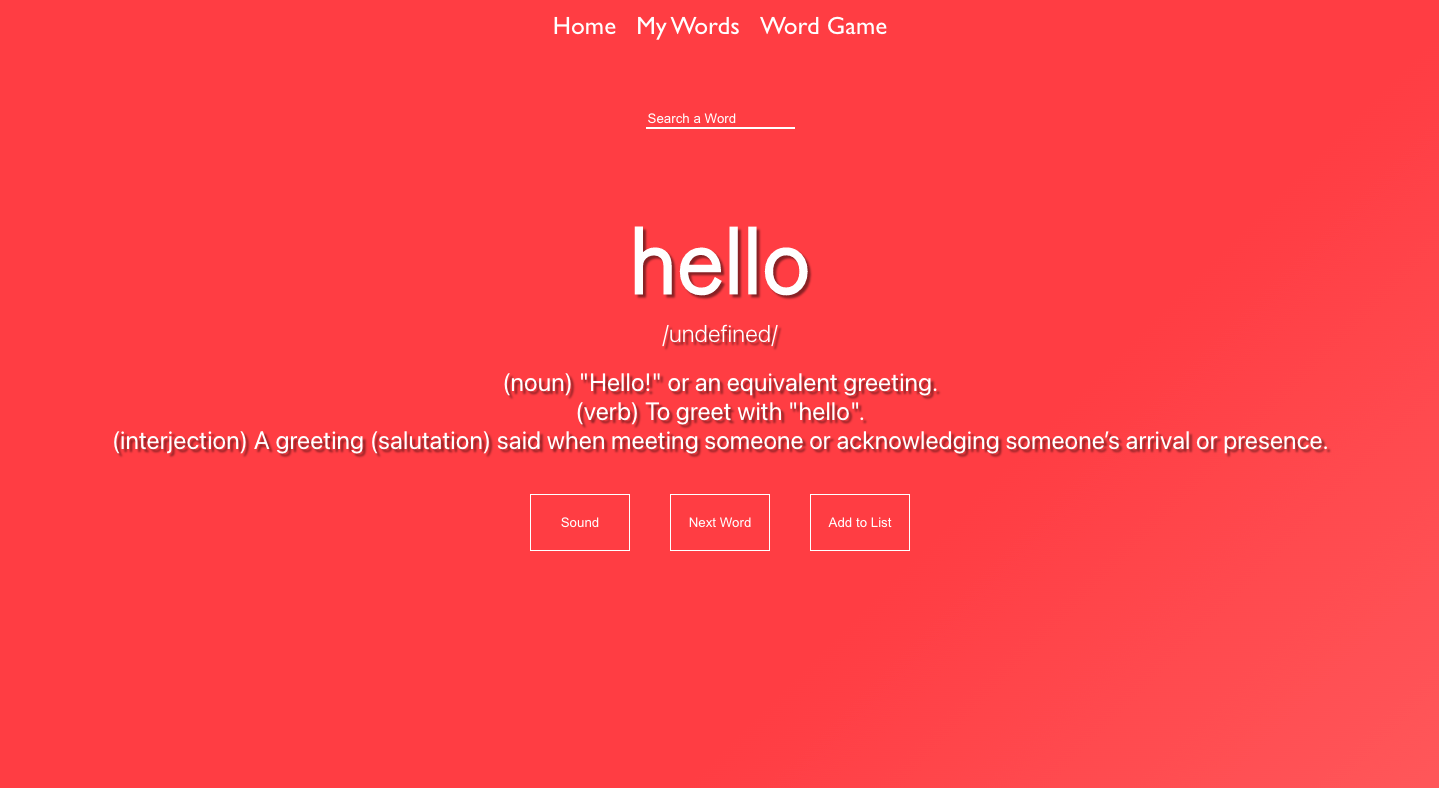 Home My Words Word Game
Search a Word
hello
/undefined/
(noun) "Hello!" or an equivalent greeting.
(verb) To greet with "hello".
(interjection) A greeting (salutation) said when meeting someone or acknowledging someone’s arrival or presence.
Sound Next Word Add to List